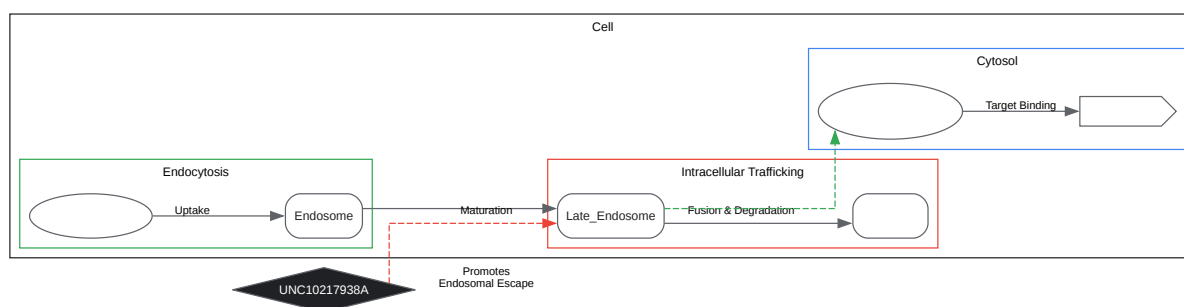 Cell
Cytosol
Target Binding
Endocytosis
Uptake
Endosome
Maturation
Intracellular Trafficking
Late_Endosome
Fusion & Degradation
UNC10217938A
Promotes
Endosomal Escape